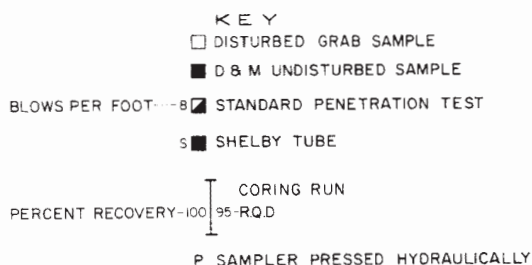 KEY
DISTURBED GRAB SAMPLE
D & M UNDISTURBED SAMPLE
BLOWS PER FOOT----8 STANDARD PENETRATION TEST
S SHELBY TUBE
CORING RUN
PERCENT RECOVERY-100 95-R.Q.D
P SAMPLER PRESSED HYDRAULICALLY